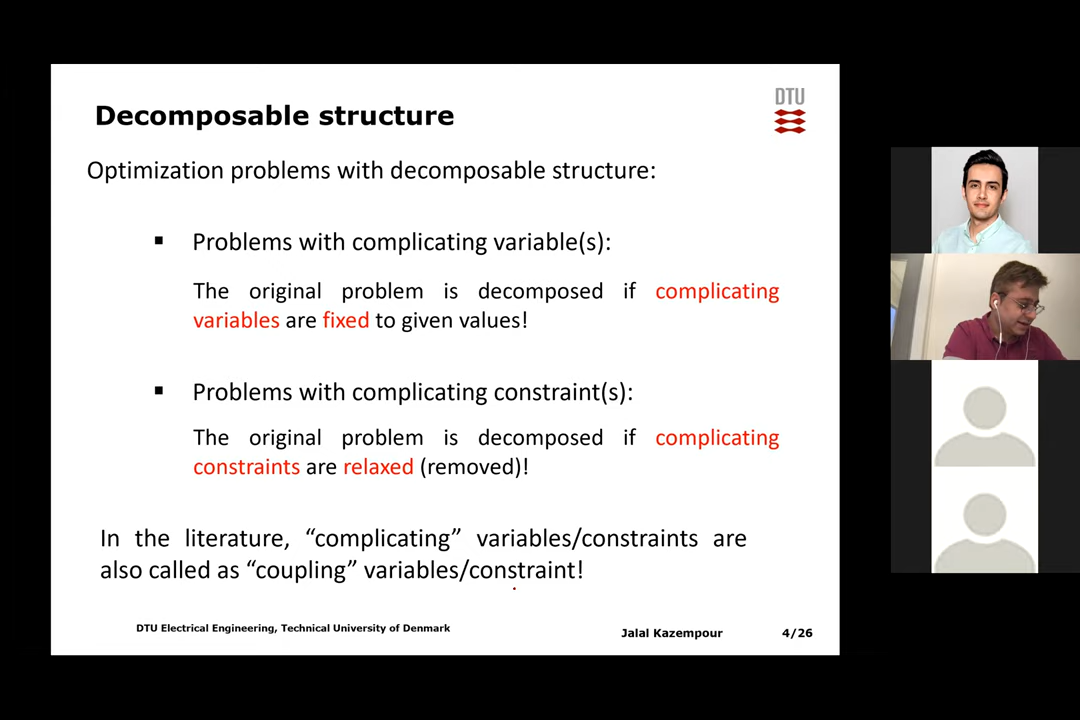 Decomposable structure
DTU
Optimization problems with decomposable structure:
▪ Problems with complicating variable(s):
The original problem is decomposed if complicating
variables are fixed to given values!
▪ Problems with complicating constraint(s):
The original problem is decomposed if complicating
constraints are relaxed (removed)!
In the literature, “complicating” variables/constraints are
also called as “coupling” variables/constraint!
DTU Electrical Engineering, Technical University of Denmark
Jalal Kazempour
4/26